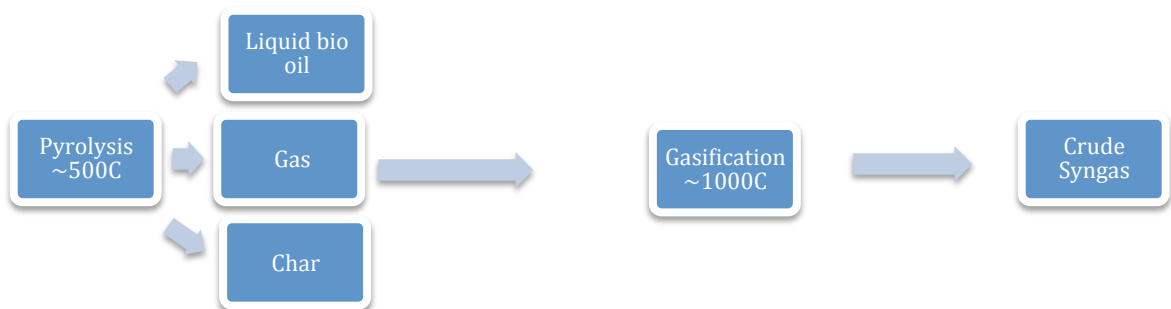 Liquid bio
oil
Pyrolysis
~500C
Gas
Gasification
~1000C
Crude
Syngas
Char